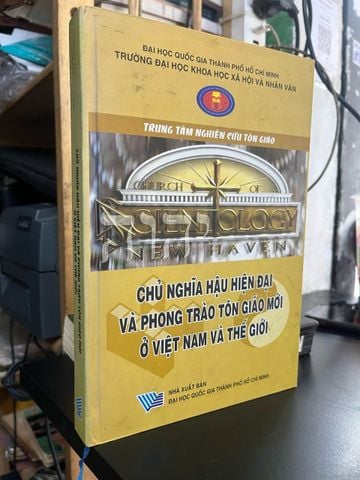 ĐẠI HỌC QUỐC GIA THÀNH PHỐ HỒ CHÍ MINH
TRƯỜNG ĐẠI HỌC KHOA HỌC XÃ HỘI VÀ NHÂN VĂN
TRUNG TÂM NGHIÊN CỨU TÔN GIÁO
CHURCH OF
SCIENTOLOGY
NEW HAVEN
CHỦ NGHĨA HẬU HIỆN ĐẠI
VÀ PHONG TRÀO TÔN GIÁO MỚI
Ở VIỆT NAM VÀ THẾ GIỚI
NHÀ XUẤT BẢN
ĐẠI HỌC QUỐC GIA THÀNH PHỐ HỒ CHÍ MINH